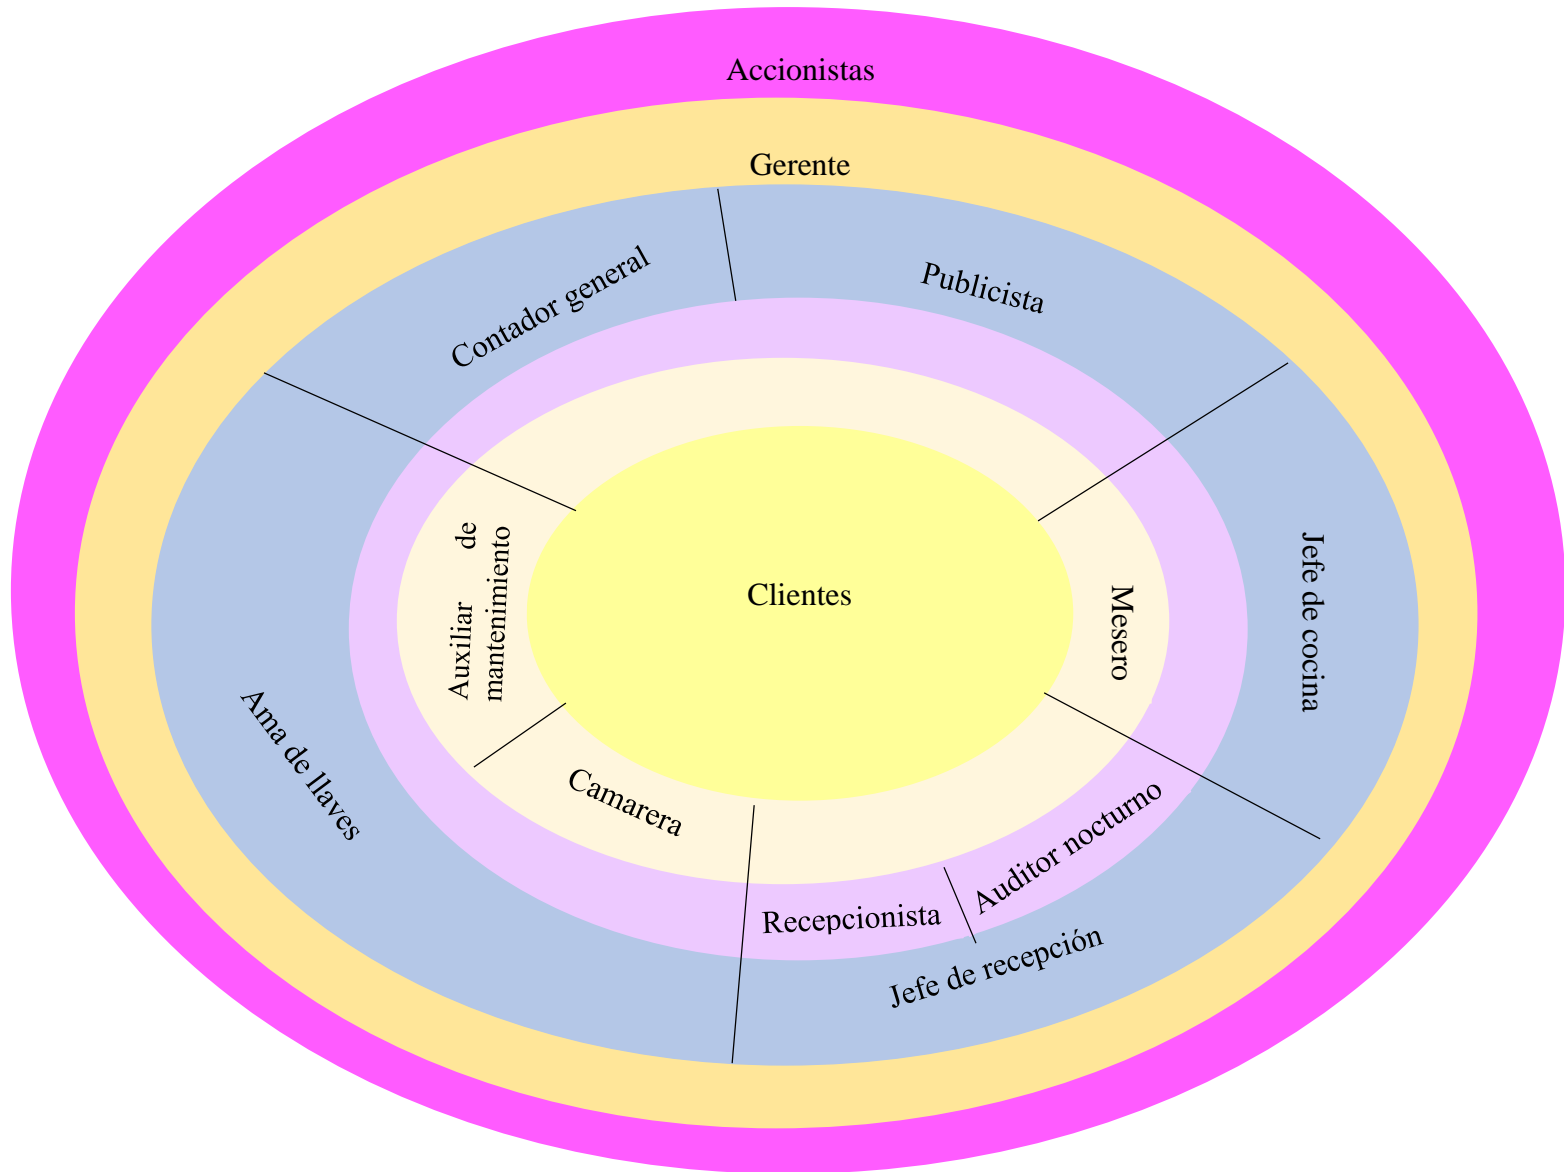 Accionistas
Gerente
Contador general
Publicista
Clientes
Auxiliar de
mantenimiento
Mesero
Jefe de cocina
Ama de llaves
Camarera
Recepcionista
Auditor nocturno
Jefe de recepción